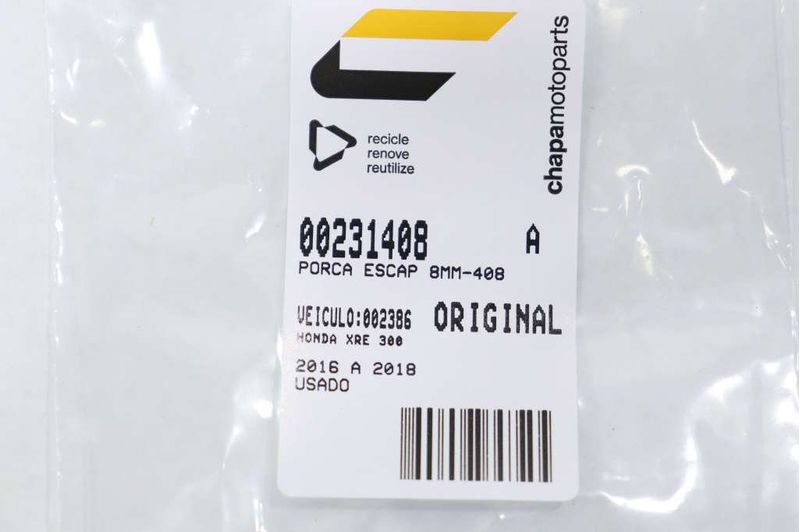 chapamotoparts
recicle
renove
reutilize
00231408 A
PORCA ESCAP 8MM-408
VEICULO:002386 ORIGINAL
HONDA XRE 300
2016 A 2018
USADO